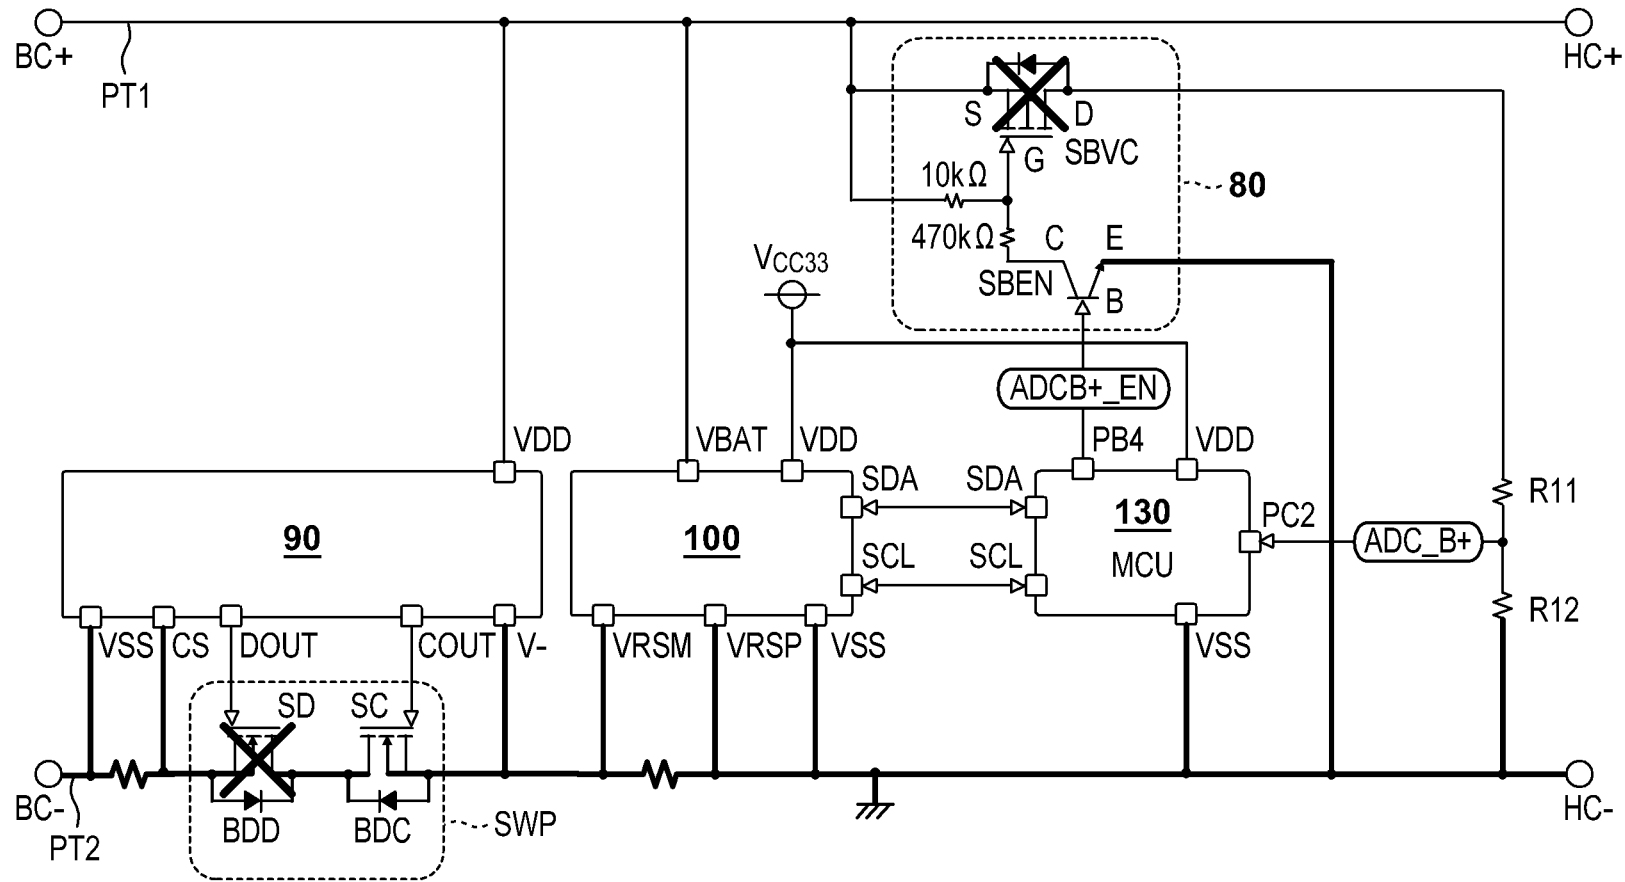 BC+
PT1
HC+
S
D
G
SBVC
10kΩ
80
470kΩ
C
E
SBEN
B
VCC33
ADCB+_EN
VDD
VBAT
VDD
PB4
VDD
SDA
SDA
90
100
130
MCU
SCL
SCL
PC2
ADC_B+
R11
R12
VSS
CS
DOUT
COUT
V-
VRSM
VRSP
VSS
VSS
SD
SC
BC-
PT2
BDD
BDC
SWP
HC-